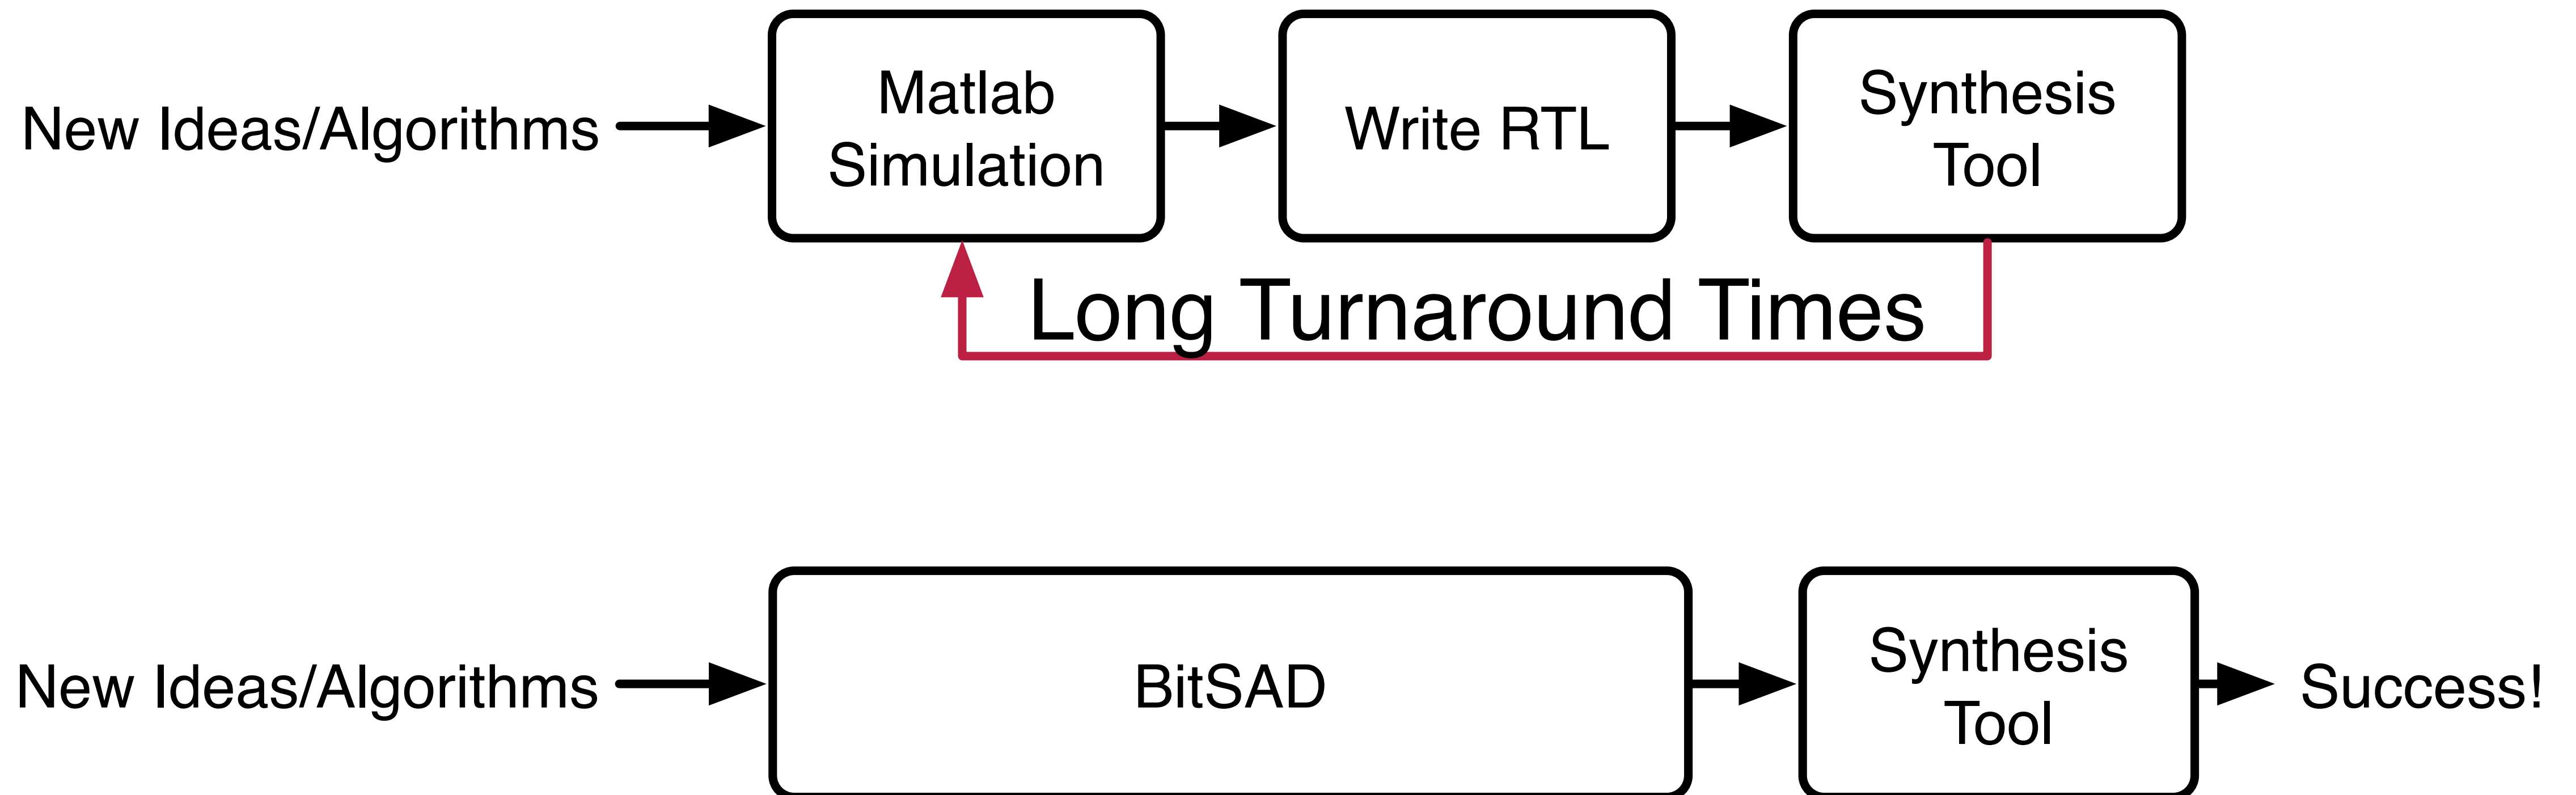 New Ideas/Algorithms
Matlab
Simulation
Write RTL
Synthesis
Tool
Long Turnaround Times
New Ideas/Algorithms
BitSAD
Synthesis
Tool
Success!